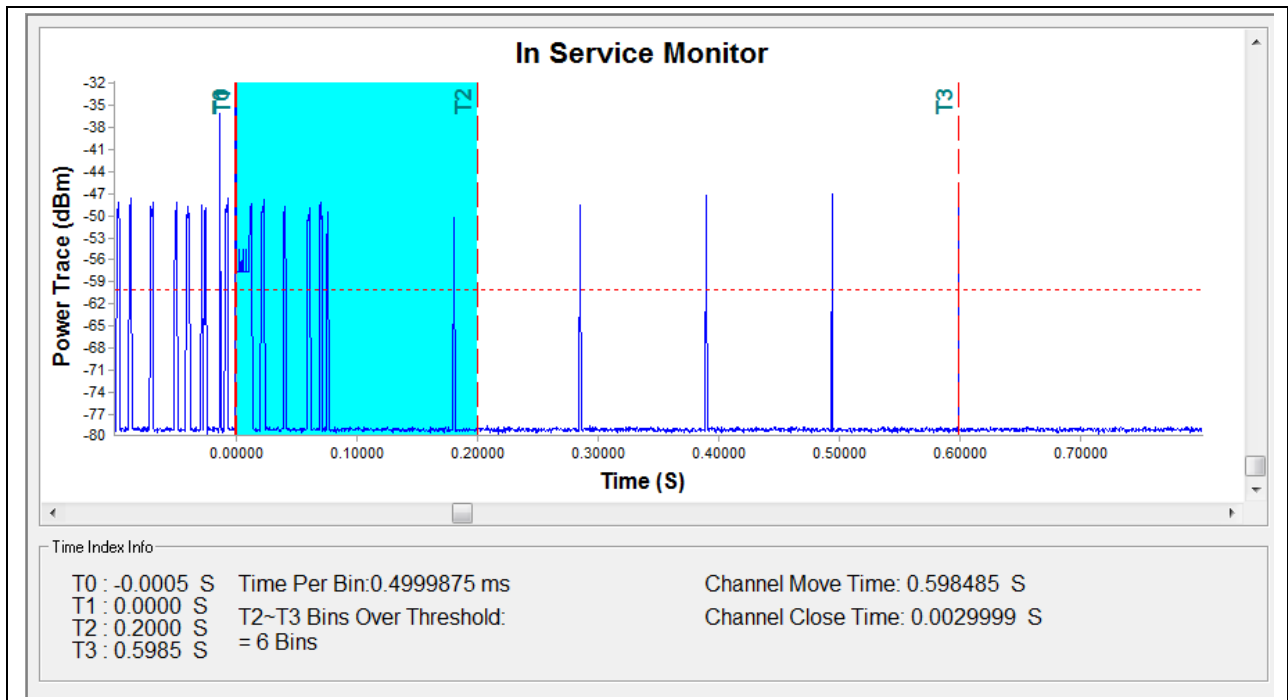 In Service Monitor
Power Trace (dBm)
-32
-35
-38
-41
-44
-47
-50
-53
-56
-59
-62
-65
-68
-71
-74
-77
-80
T2
T3
0.00000 0.10000 0.20000 0.30000 0.40000 0.50000 0.60000 0.70000
Time (S)
Time Index Info
T0 : -0.0005 S
T1 : 0.0000 S
T2 : 0.2000 S
T3 : 0.5985 S
Time Per Bin:0.4999875 ms
T2~T3 Bins Over Threshold:
= 6 Bins
Channel Move Time: 0.598485 S
Channel Close Time: 0.0029999 S